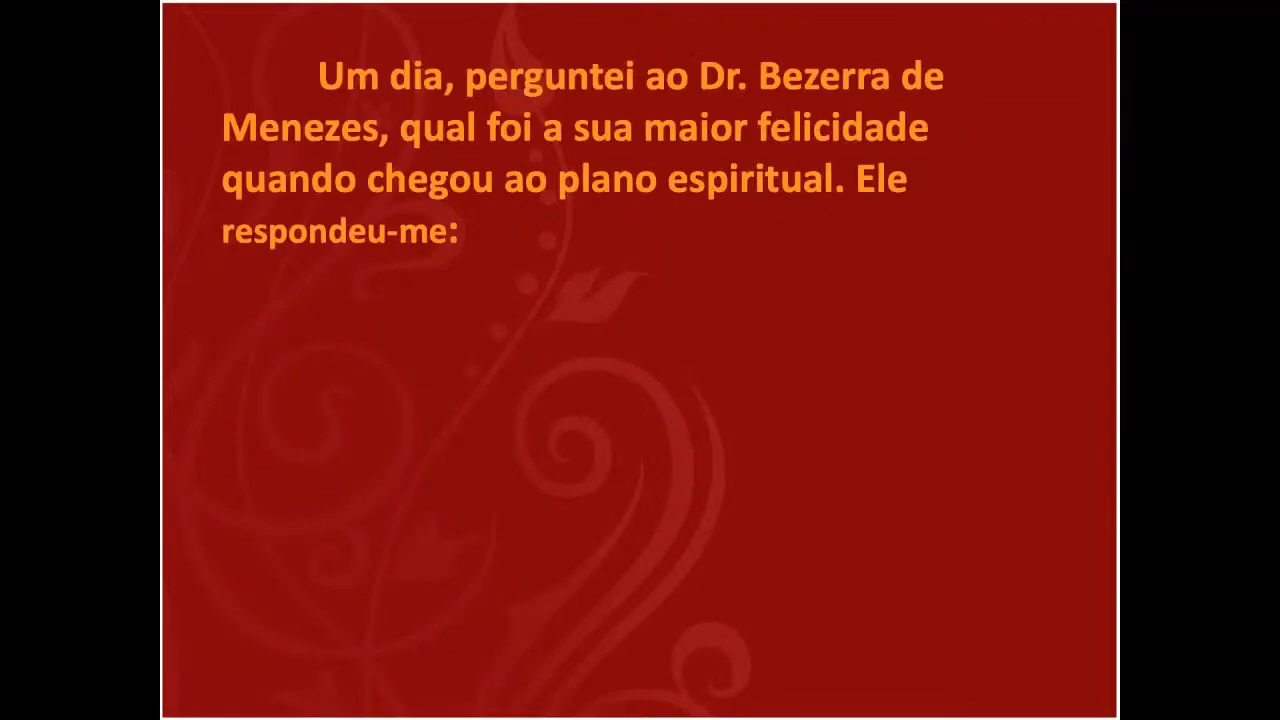 Um dia, perguntei ao Dr. Bezerra de
Menezes, qual foi a sua maior felicidade
quando chegou ao plano espiritual. Ele
respondeu-me: